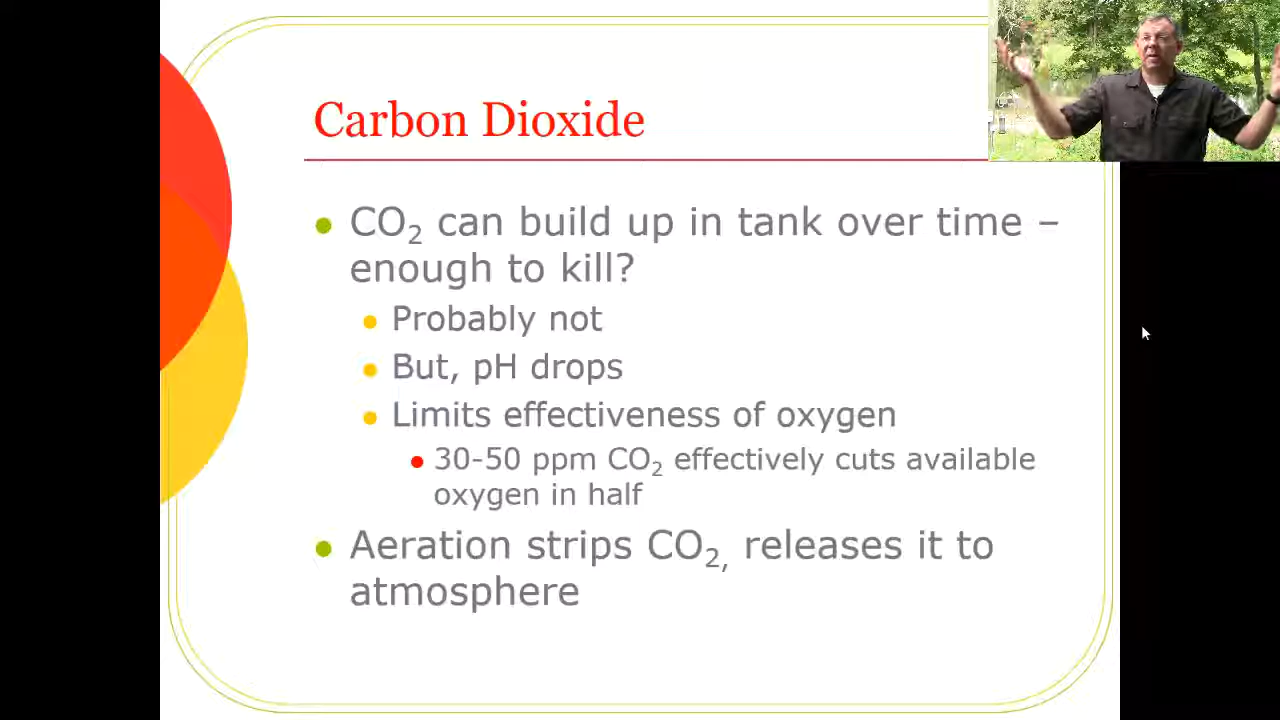 Carbon Dioxide
CO₂ can build up in tank over time –
enough to kill?
Probably not
But, pH drops
Limits effectiveness of oxygen
30-50 ppm CO₂ effectively cuts available
oxygen in half
Aeration strips CO₂, releases it to
atmosphere